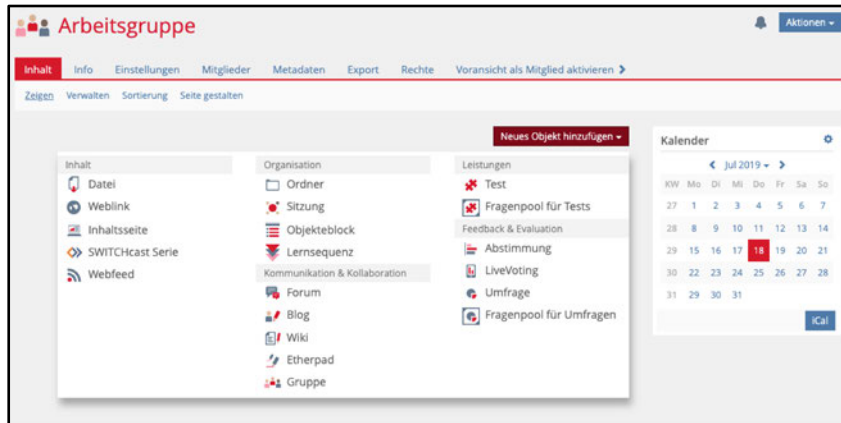 Arbeitsgruppe
Aktionen
Inhalt Info Einstellungen Mitglieder Metadaten Export Rechte Voransicht als Mitglied aktivieren
Zeigen Verwalten Sortierung Seite gestalten
Neues Objekt hinzufügen
Inhalt
Datei
Weblink
Inhaltsseite
SWITCHcast Serie
Webfeed
Organisation
Ordner
Sitzung
Objekteblock
Lernsequenz
Kommunikation & Kollaboration
Forum
Blog
Wiki
Etherpad
Gruppe
Leistungen
Test
Fragenpool für Tests
Feedback & Evaluation
Abstimmung
LiveVoting
Umfrage
Fragenpool für Umfragen
Kalender
Jul 2019
KW Mo Di Mi Do Fr Sa So
27 1 2 3 4 5 6 7
28 8 9 10 11 12 13 14
29 15 16 17 18 19 20 21
30 22 23 24 25 26 27 28
31 29 30 31
iCal